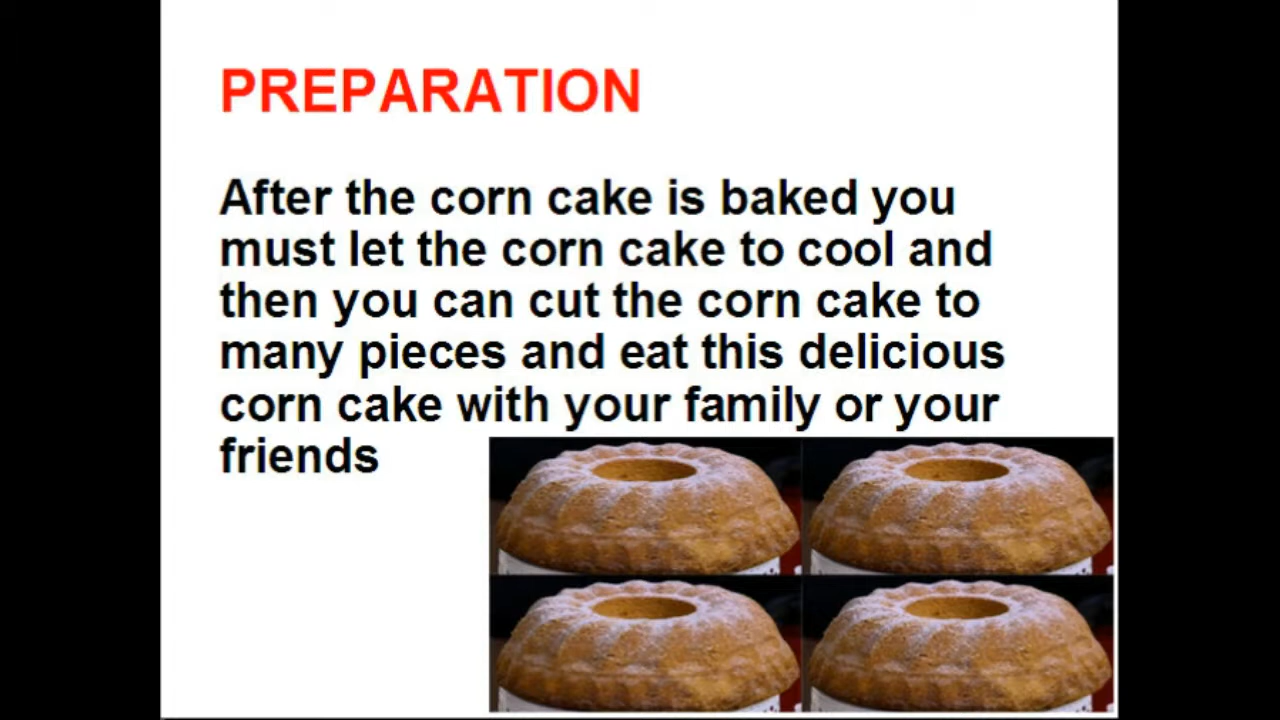 PREPARATION
After the corn cake is baked you
must let the corn cake to cool and
then you can cut the corn cake to
many pieces and eat this delicious
corn cake with your family or your
friends